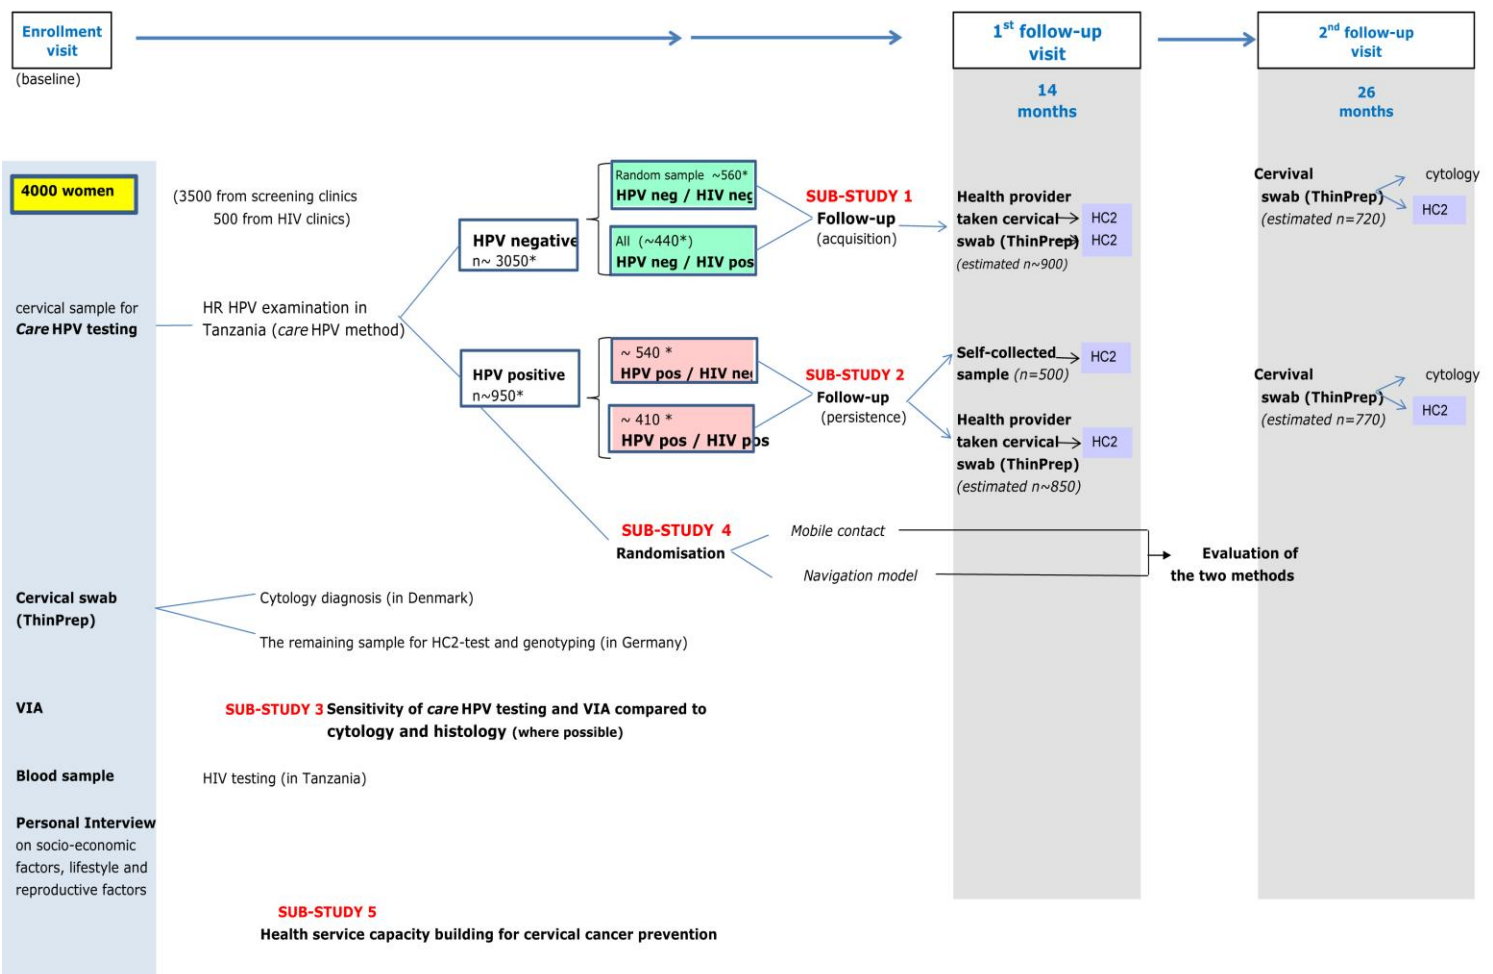 Enrollment
visit
(baseline)
1st follow-up
visit
14
months
2nd follow-up
visit
26
months
4000 women
(3500 from screening clinics
500 from HIV clinics)
cervical sample for
Care HPV testing
HR HPV examination in
Tanzania (care HPV method)
HPV negative
n~ 3050*
HPV positive
n~950*
Random sample ~560*
HPV neg / HIV neg
All (~440*)
HPV neg / HIV pos
~ 540 *
HPV pos / HIV neg
~ 410 *
HPV pos / HIV pos
SUB-STUDY 1
Follow-up
(acquisition)
SUB-STUDY 2
Follow-up
(persistence)
Health provider
taken cervical
swab (ThinPrep)
(estimated n~900)
HC2
HC2
Self-collected
sample (n=500)
HC2
Health provider
taken cervical
swab (ThinPrep)
(estimated n~850)
HC2
Cervival
swab (ThinPrep)
(estimated n=720)
cytology
HC2
Cervival
swab (ThinPrep)
(estimated n=770)
cytology
HC2
SUB-STUDY 4
Randomisation
Mobile contact
Navigation model
Evaluation of
the two methods
Cervical swab
(ThinPrep)
Cytology diagnosis (in Denmark)
The remaining sample for HC2-test and genotyping (in Germany)
VIA
SUB-STUDY 3 Sensitivity of care HPV testing and VIA compared to
cytology and histology (where possible)
Blood sample
HIV testing (in Tanzania)
Personal Interview
on socio-economic
factors, lifestyle and
reproductive factors
SUB-STUDY 5
Health service capacity building for cervical cancer prevention